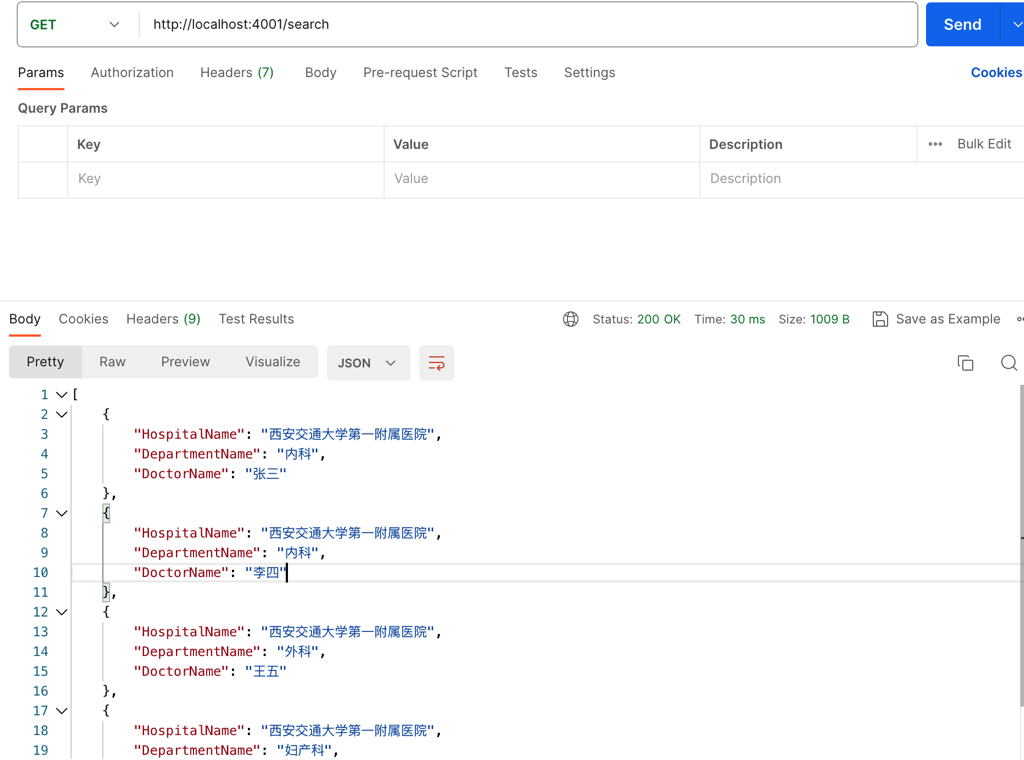 GET http://localhost:4001/search Send
Params Authorization Headers (7) Body Pre-request Script Tests Settings Cookies
Query Params
Key Value Description ••• Bulk Edit
Key Value Description
Body Cookies Headers (9) Test Results Status: 200 OK Time: 30 ms Size: 1009 B Save as Example
Pretty Raw Preview Visualize JSON
1 [
2 {
3 "HospitalName": "西安交通大学第一附属医院",
4 "DepartmentName": "内科",
5 "DoctorName": "张三"
6 },
7 {
8 "HospitalName": "西安交通大学第一附属医院",
9 "DepartmentName": "内科",
10 "DoctorName": "李四"
11 },
12 {
13 "HospitalName": "西安交通大学第一附属医院",
14 "DepartmentName": "外科",
15 "DoctorName": "王五"
16 },
17 {
18 "HospitalName": "西安交通大学第一附属医院",
19 "DepartmentName": "妇产科",